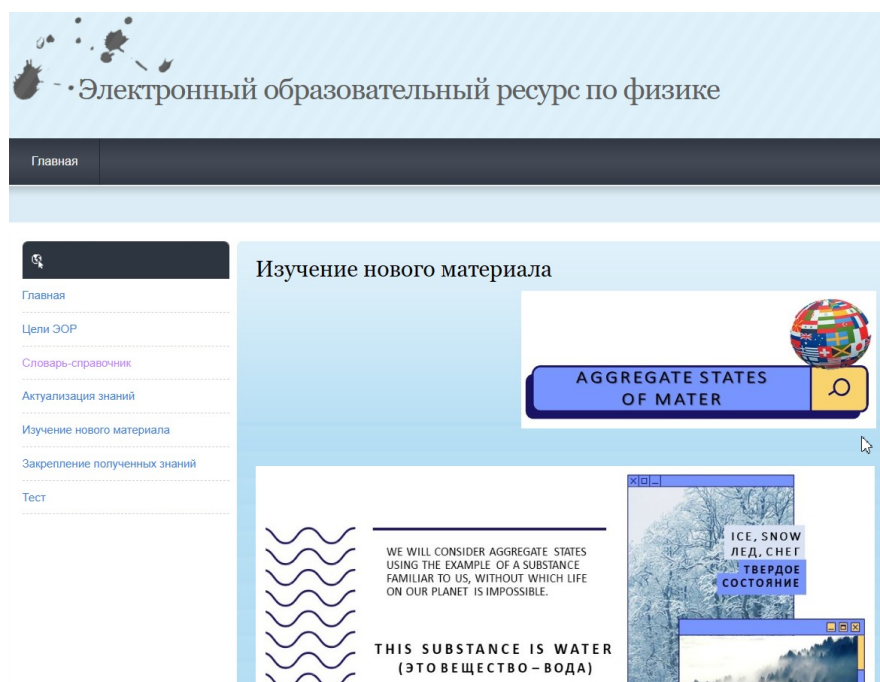 Электронный образовательный ресурс по физике
Главная
Главная
Цели ЭОР
Словарь-справочник
Актуализация знаний
Изучение нового материала
Закрепление полученных знаний
Тест
Изучение нового материала
AGGREGATE STATES
OF MATER
WE WILL CONSIDER AGGREGATE STATES
USING THE EXAMPLE OF A SUBSTANCE
FAMILIAR TO US, WITHOUT WHICH LIFE
ON OUR PLANET IS IMPOSSIBLE.
THIS SUBSTANCE IS WATER
(ЭТО ВЕЩЕСТВО – ВОДА)
ICE, SNOW
ЛЕД, СНЕГ
ТВЕРДОЕ
СОСТОЯНИЕ